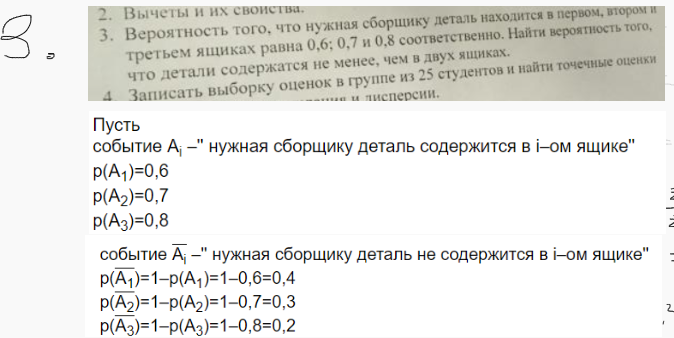 3.
2. Вычеты и их свойства.
3. Вероятность того, что нужная сборщику деталь находится в первом, втором и
третьем ящиках равна 0,6; 0,7 и 0,8 соответственно. Найти вероятность того,
что детали содержатся не менее, чем в двух ящиках.
4. Записать выборку оценок в группе из 25 студентов и найти точечные оценки
и дисперсии.
Пусть
событие Aᵢ –" нужная сборщику деталь содержится в i–ом ящике"
p(A₁)=0,6
p(A₂)=0,7
p(A₃)=0,8
событие A̅ᵢ –" нужная сборщику деталь не содержится в i–ом ящике"
p(A̅₁)=1–p(A₁)=1–0,6=0,4
p(A̅₂)=1–p(A₂)=1–0,7=0,3
p(A̅₃)=1–p(A₃)=1–0,8=0,2